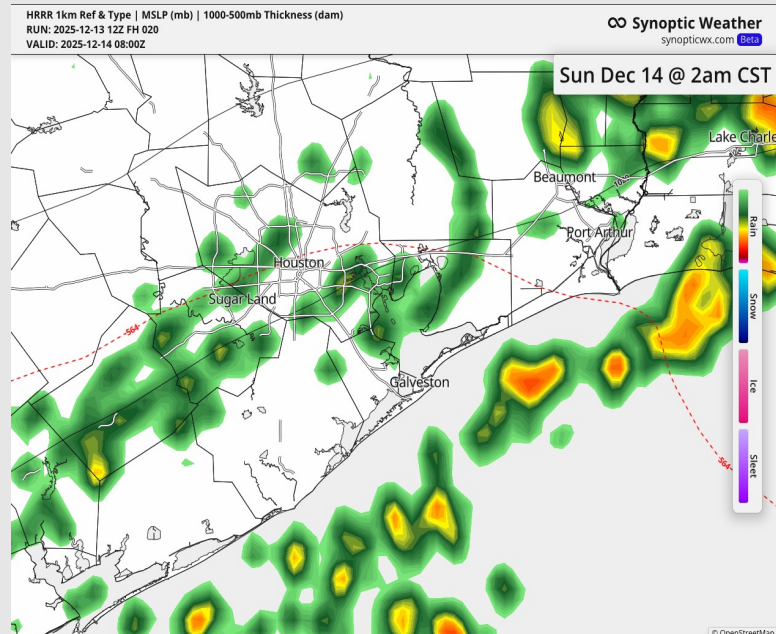 HRRR 1km Ref & Type | MSLP (mb) | 1000-500mb Thickness (dam)
RUN: 2025-12-13 12Z FH 020
VALID: 2025-12-14 08:00Z
Synoptic Weather
synopticwx.com Beta
Sun Dec 14 @ 2am CST
Lake Charle
Beaumont
1020
Port Arthur
Houston
Sugar Land
564
Galveston
564
Rain
Snow
Ice
Sleet
© OpenStreetMap